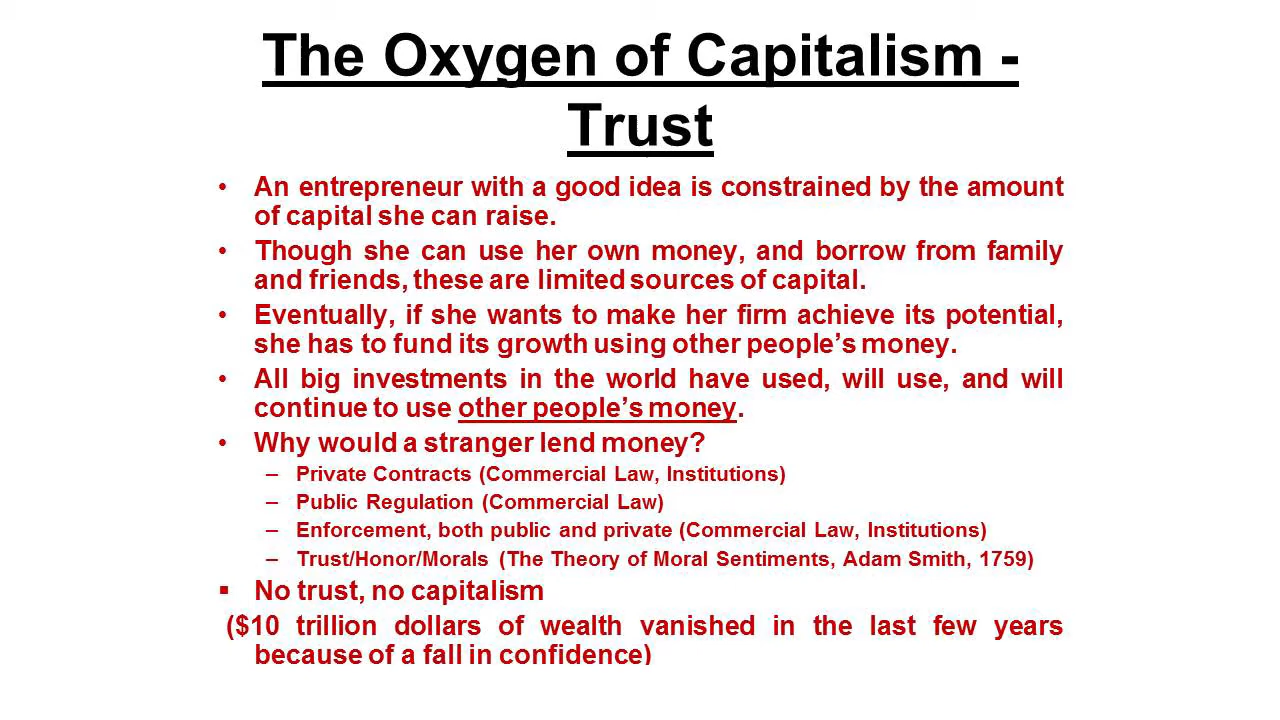 The Oxygen of Capitalism -
Trust
• An entrepreneur with a good idea is constrained by the amount
of capital she can raise.
• Though she can use her own money, and borrow from family
and friends, these are limited sources of capital.
• Eventually, if she wants to make her firm achieve its potential,
she has to fund its growth using other people’s money.
• All big investments in the world have used, will use, and will
continue to use other people’s money.
• Why would a stranger lend money?
– Private Contracts (Commercial Law, Institutions)
– Public Regulation (Commercial Law)
– Enforcement, both public and private (Commercial Law, Institutions)
– Trust/Honor/Morals (The Theory of Moral Sentiments, Adam Smith, 1759)
▪ No trust, no capitalism
($10 trillion dollars of wealth vanished in the last few years
because of a fall in confidence)